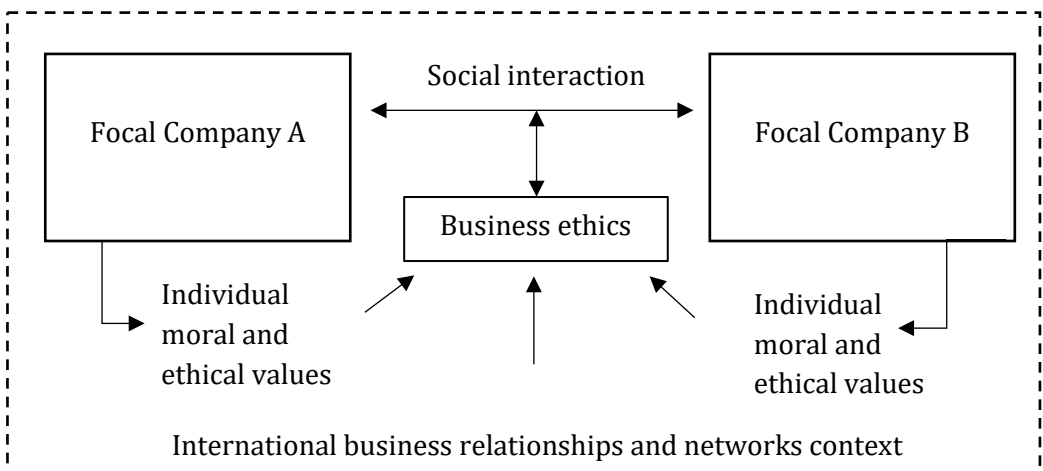 Social interaction
Focal Company A
Focal Company B
Business ethics
Individual
moral and
ethical values
Individual
moral and
ethical values
International business relationships and networks context